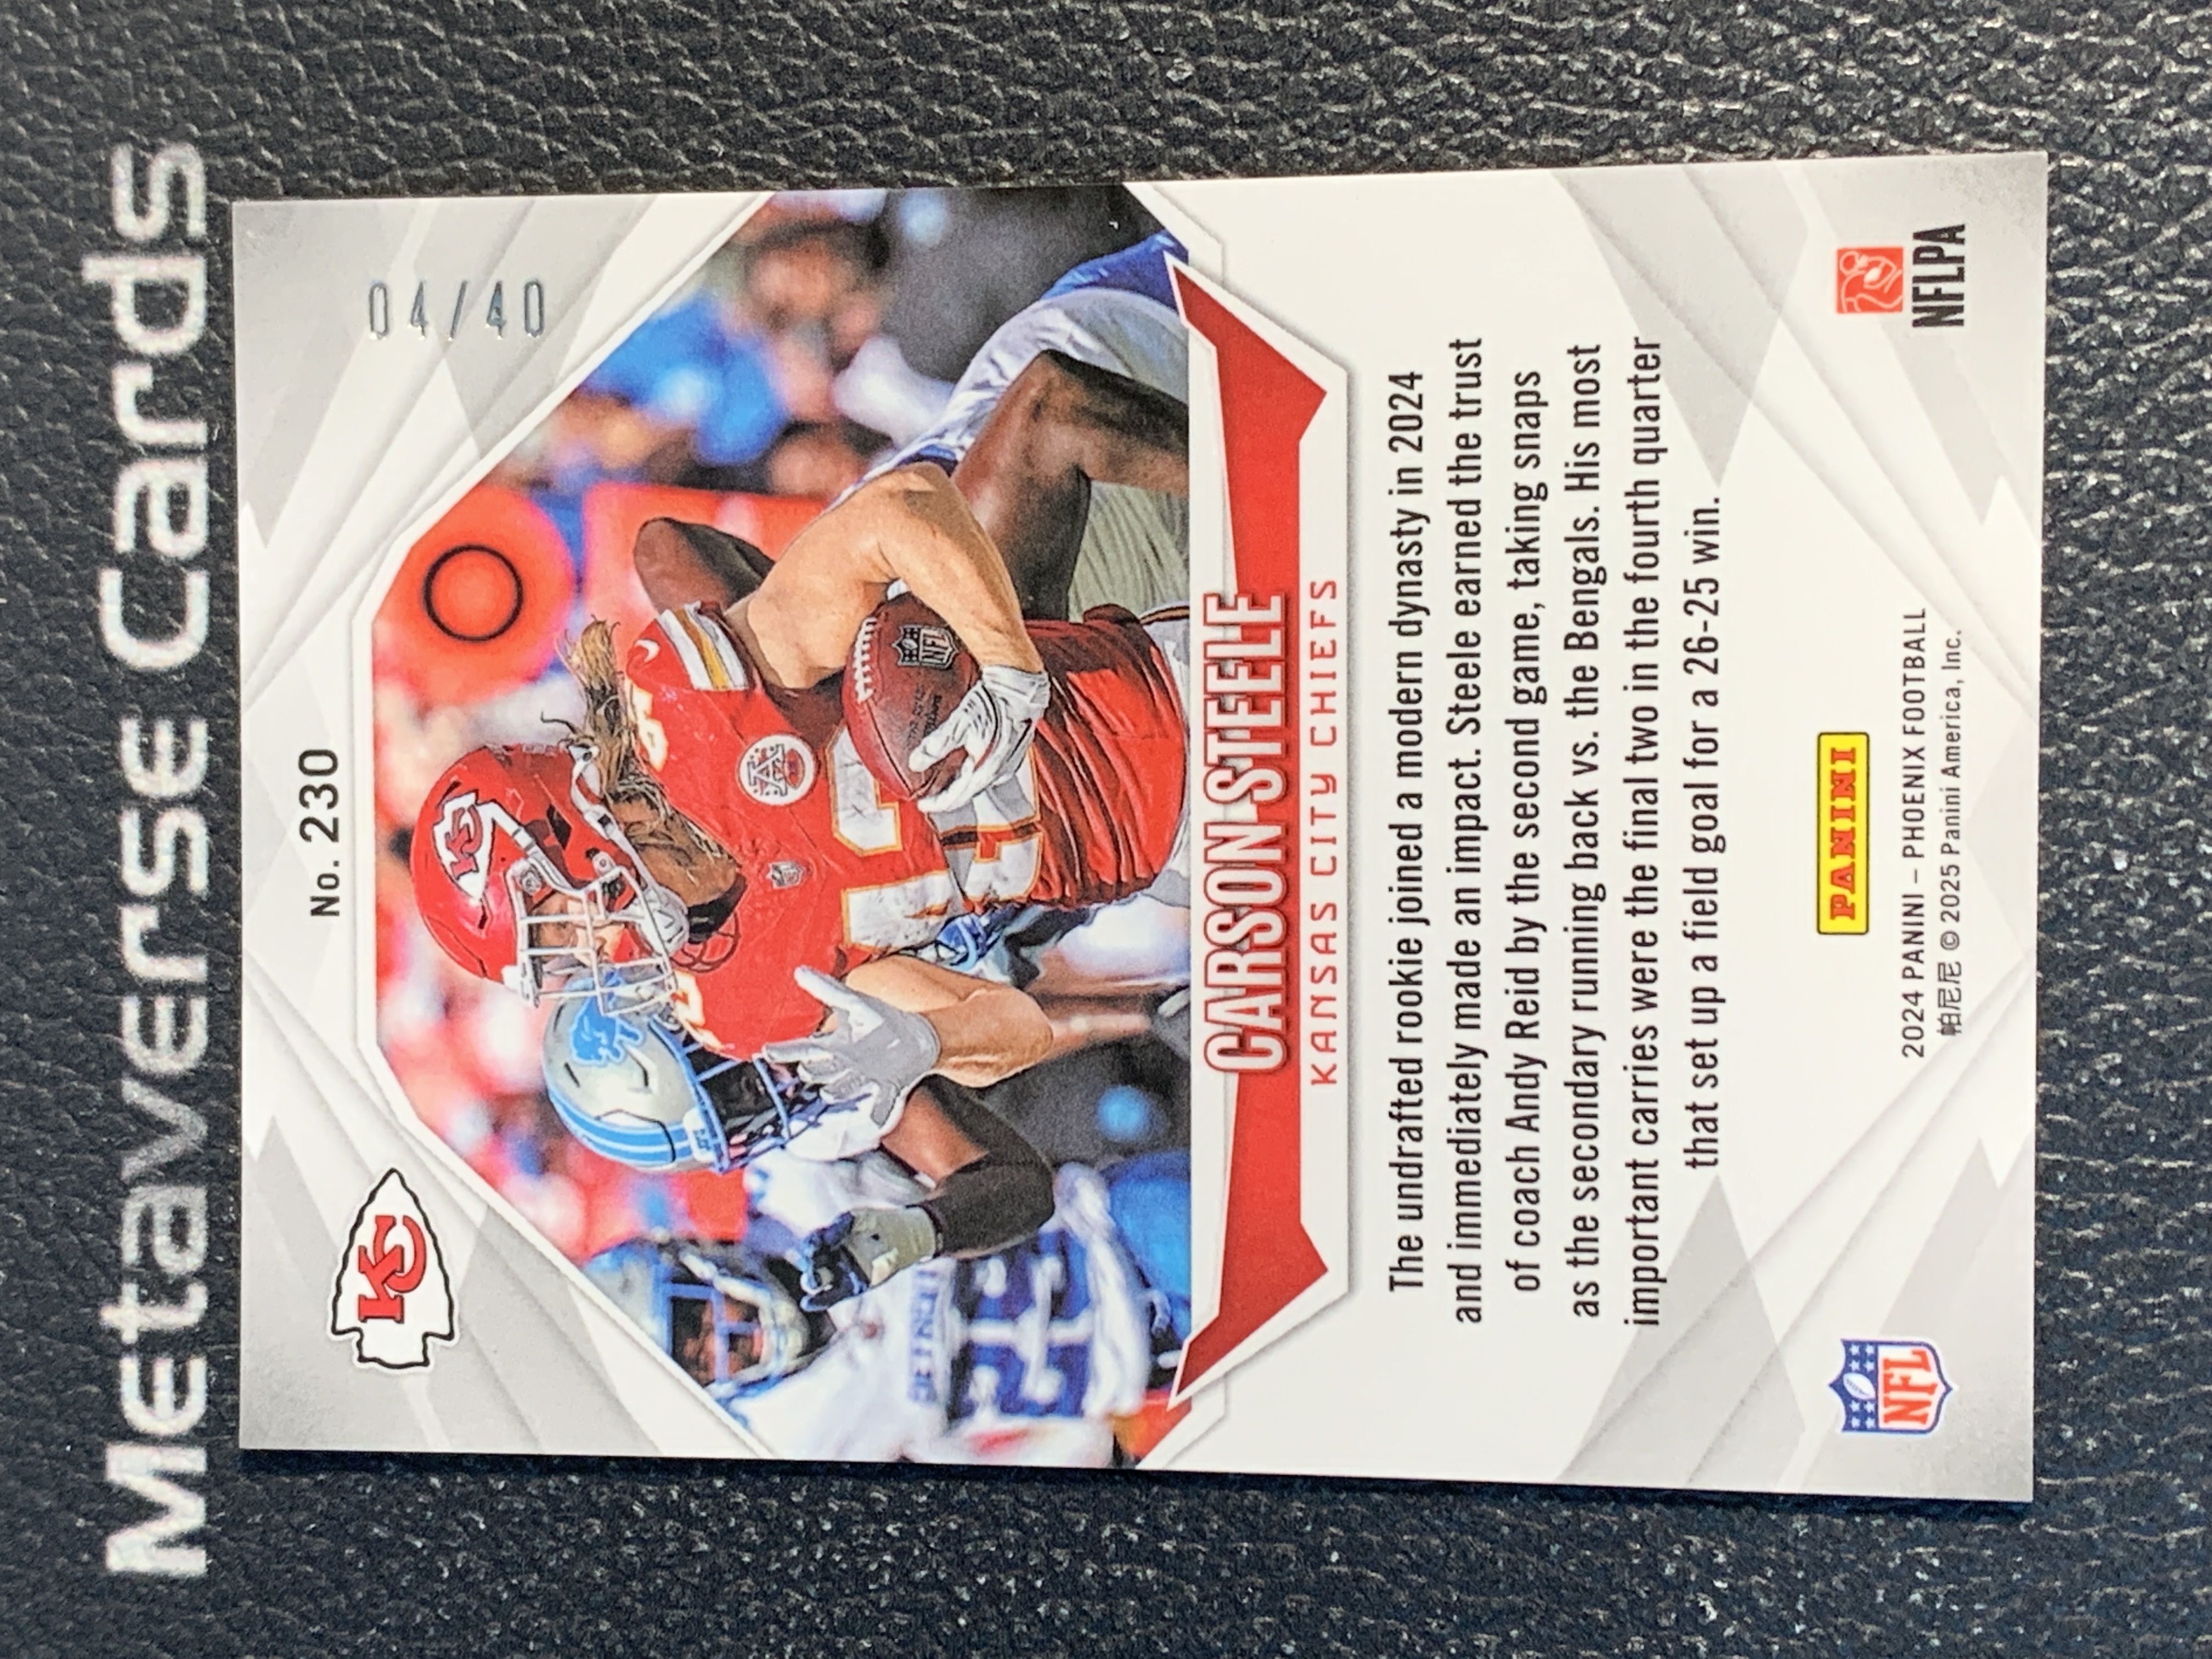 Metaverse Cards
No. 230
04/40
KC
NFL
CARSON STEELE
KANSAS CITY CHIEFS
The undrafted rookie joined a modern dynasty in 2024
and immediately made an impact. Steele earned the trust
of coach Andy Reid by the second game, taking snaps
as the secondary running back vs. the Bengals. His most
important carries were the final two in the fourth quarter
that set up a field goal for a 26-25 win.
NFL
PANINI
NFLPA
2024 PANINI – PHOENIX FOOTBALL
帕尼尼 © 2025 Panini America, Inc.